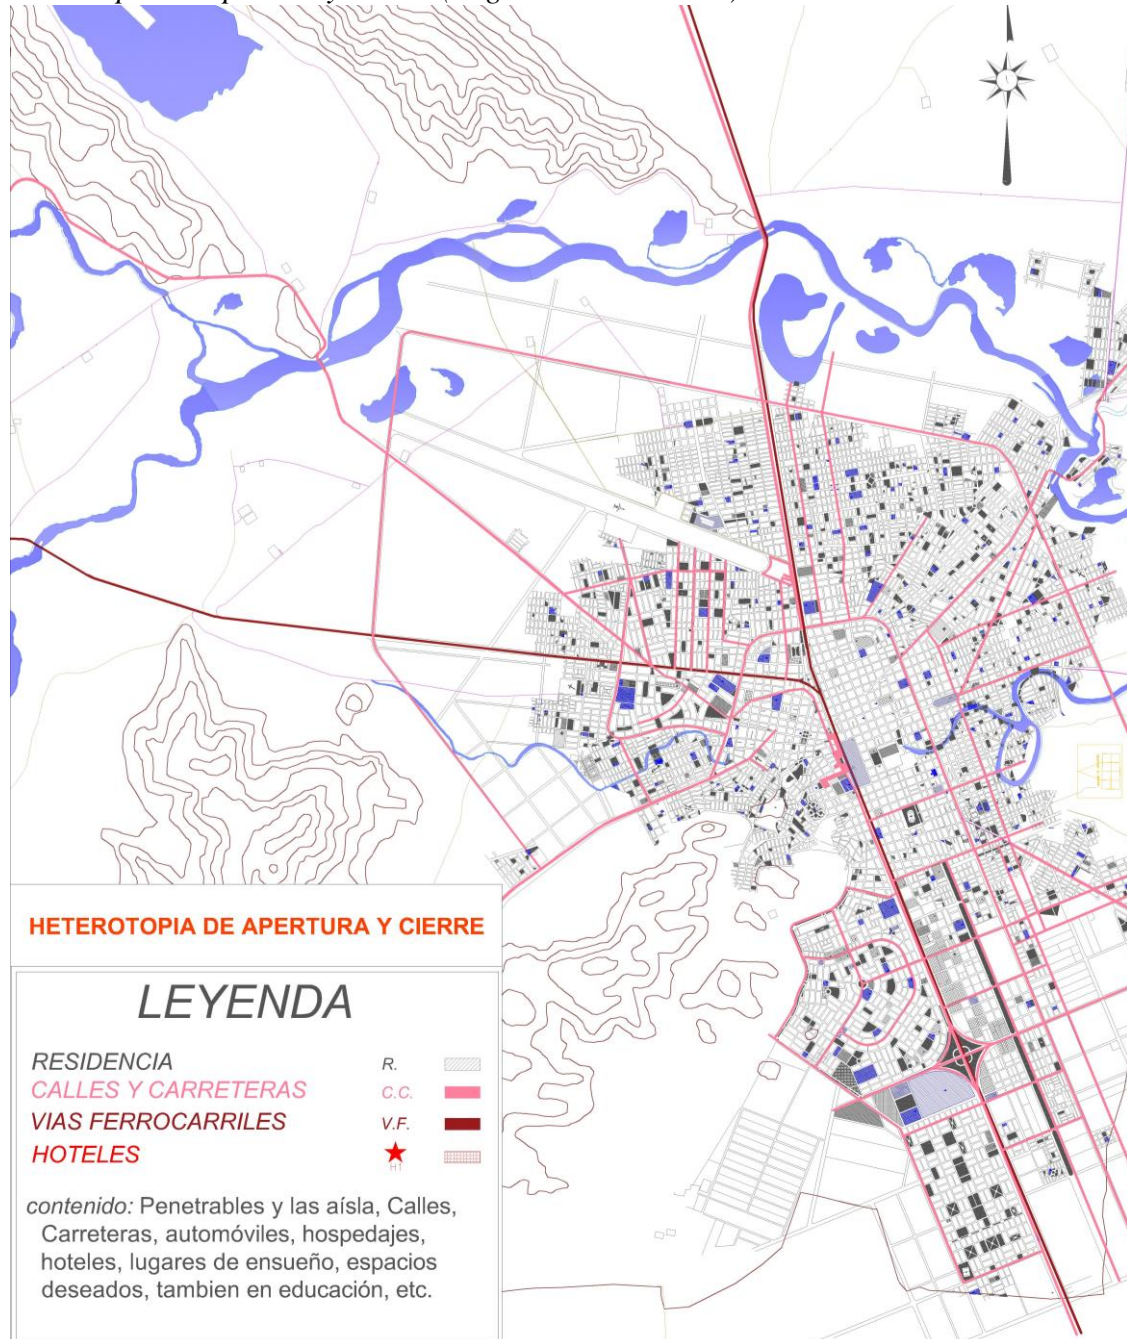 HETEROTOPIA DE APERTURA Y CIERRE
LEYENDA
RESIDENCIA R.
CALLES Y CARRETERAS C.C.
VIAS FERROCARRILES V.F.
HOTELES
H1
contenido: Penetrables y las aísla, Calles,
Carreteras, automóviles, hospedajes,
hoteles, lugares de ensueño, espacios
deseados, tambien en educación, etc.